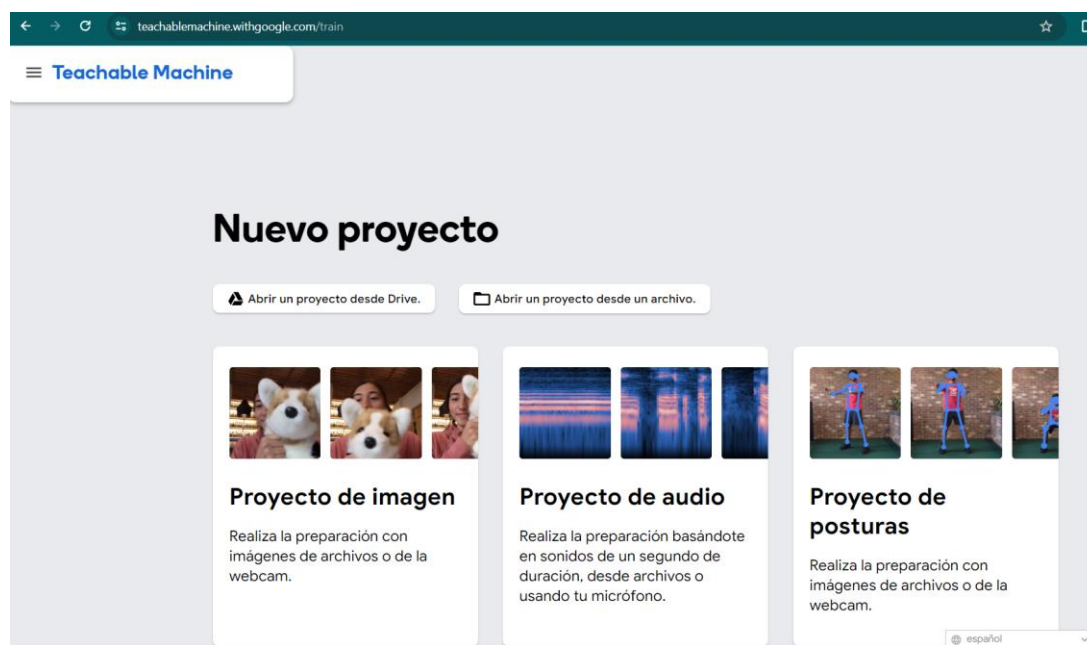 teachablemachine.withgoogle.com/train
Teachable Machine
Nuevo proyecto
Abrir un proyecto desde Drive.
Abrir un proyecto desde un archivo.
Proyecto de imagen
Realiza la preparación con
imágenes de archivos o de la
webcam.
Proyecto de audio
Realiza la preparación basándote
en sonidos de un segundo de
duración, desde archivos o
usando tu micrófono.
Proyecto de
posturas
Realiza la preparación con
imágenes de archivos o de la
webcam.
español